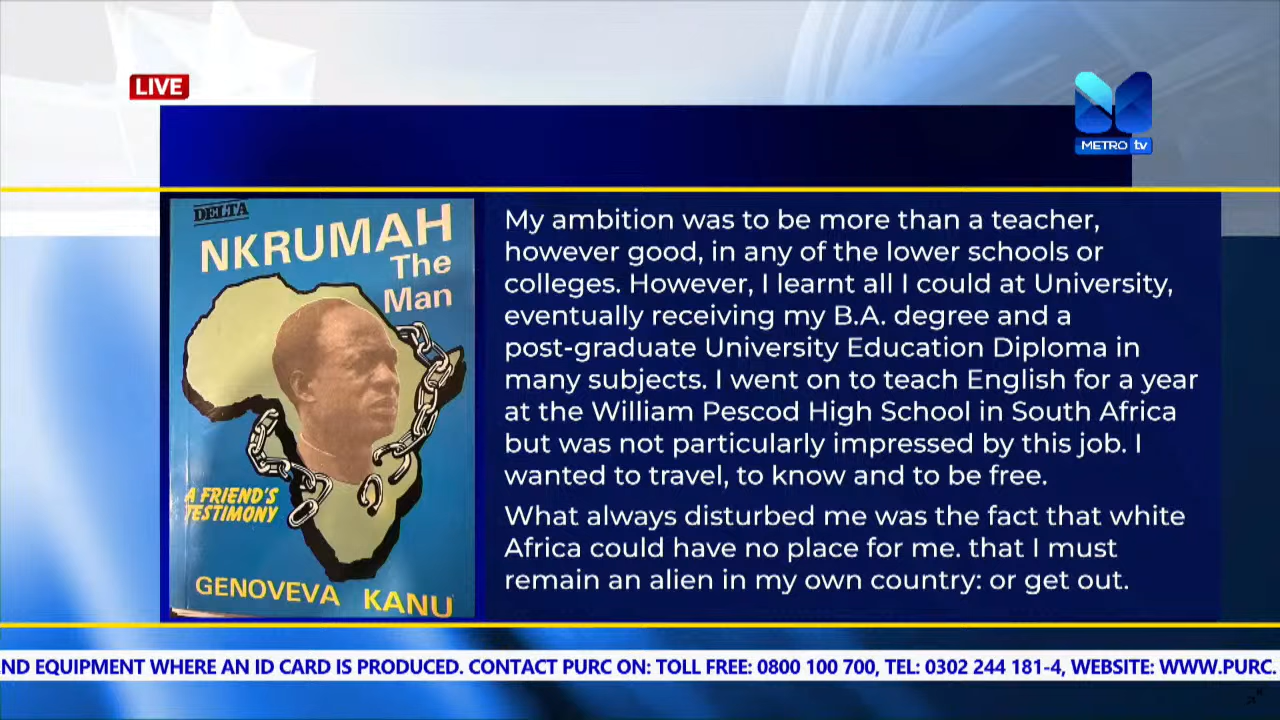 LIVE
METRO tv
DELTA
NKRUMAH
The
Man
A FRIEND'S
TESTIMONY
GENOVEVA KANU
My ambition was to be more than a teacher,
however good, in any of the lower schools or
colleges. However, I learnt all I could at University,
eventually receiving my B.A. degree and a
post-graduate University Education Diploma in
many subjects. I went on to teach English for a year
at the William Pescod High School in South Africa
but was not particularly impressed by this job. I
wanted to travel, to know and to be free.
What always disturbed me was the fact that white
Africa could have no place for me. that I must
remain an alien in my own country: or get out.
ND EQUIPMENT WHERE AN ID CARD IS PRODUCED. CONTACT PURC ON: TOLL FREE: 0800 100 700, TEL: 0302 244 181-4, WEBSITE: WWW.PURC.